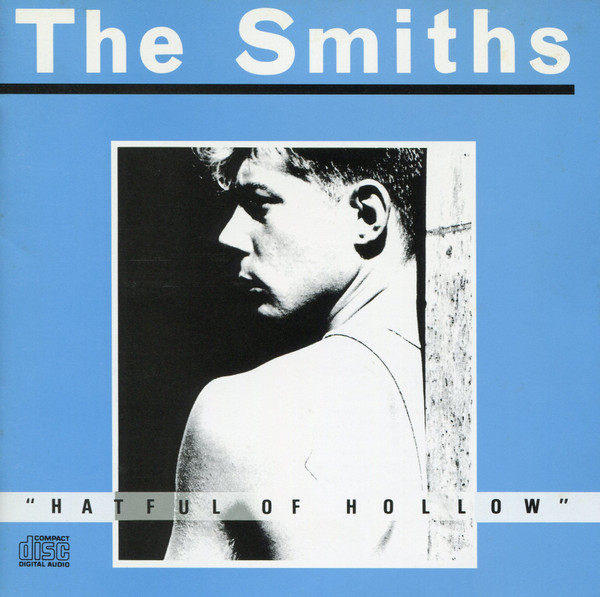 The Smiths
"HATFUL OF HOLLOW"
COMPACT
disc
DIGITAL AUDIO